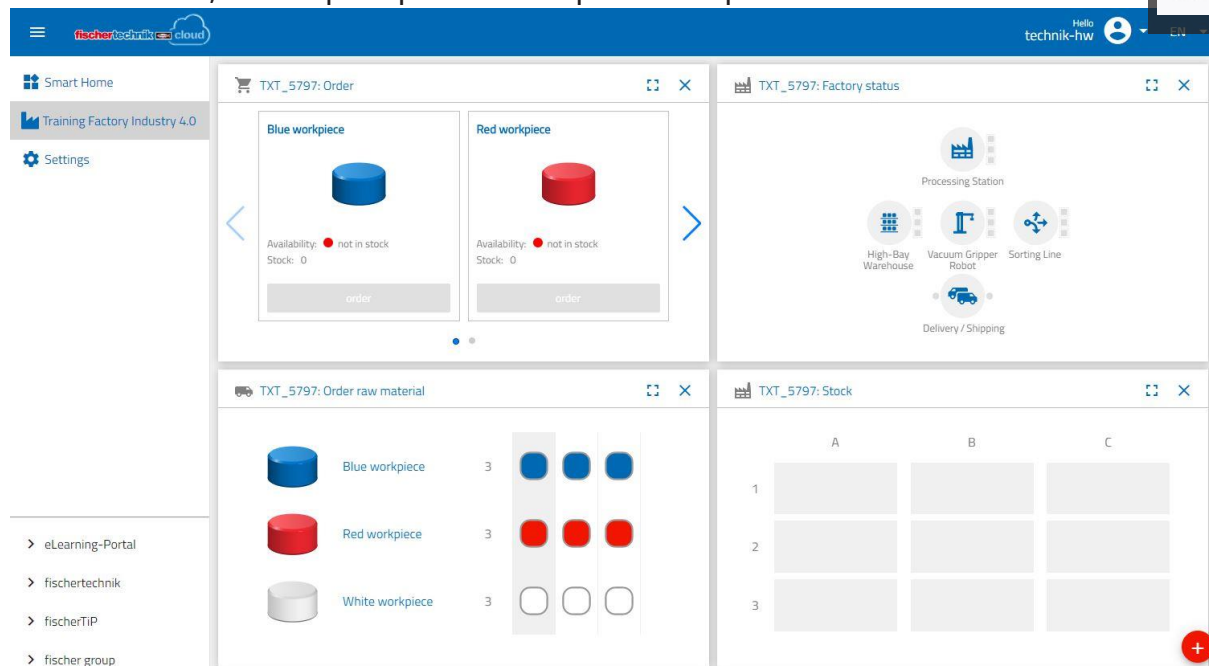 Hello
fischertechnik cloud technik-hw EN
Smart Home
Training Factory Industry 4.0
Settings
eLearning-Portal
fischertechnik
fischerTiP
fischer group
TXT_5797: Order
Blue workpiece Red workpiece
Availability: not in stock Availability: not in stock
Stock: 0 Stock: 0
order order
TXT_5797: Factory status
Processing Station
High-Bay Warehouse
Vacuum Gripper Robot
Sorting Line
Delivery / Shipping
TXT_5797: Order raw material
Blue workpiece 3
Red workpiece 3
White workpiece 3
TXT_5797: Stock
A B C
1
2
3